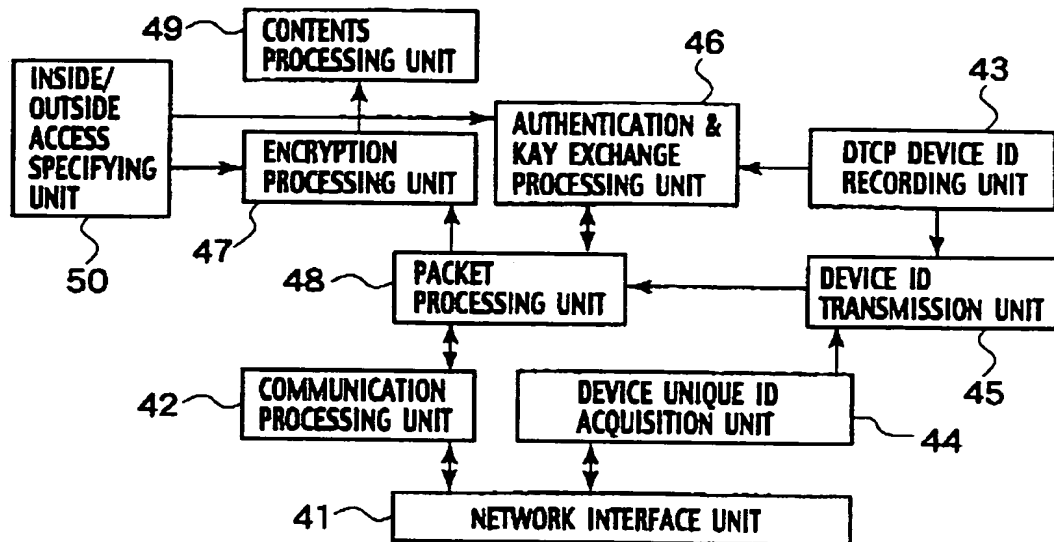 49
CONTENTS
PROCESSING UNIT
46
43
INSIDE/
OUTSIDE
ACCESS
SPECIFYING
UNIT
50
ENCRYPTION
PROCESSING UNIT
47
AUTHENTICATION &
KAY EXCHANGE
PROCESSING UNIT
DTCP DEVICE ID
RECORDING UNIT
48
PACKET
PROCESSING UNIT
DEVICE ID
TRANSMISSION UNIT
45
42
COMMUNICATION
PROCESSING UNIT
DEVICE UNIQUE ID
ACQUISITION UNIT
44
41
NETWORK INTERFACE UNIT